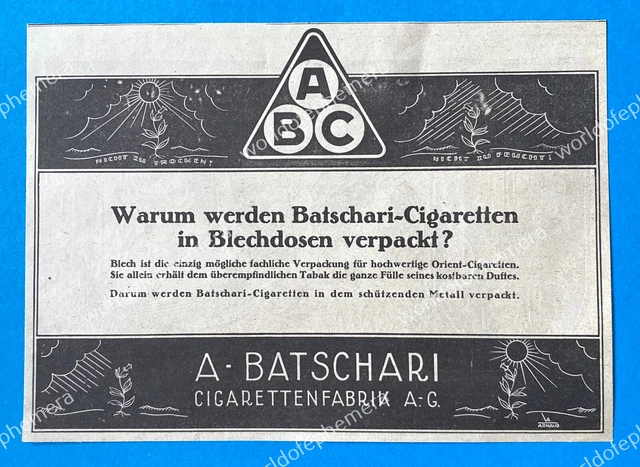 A
B C
NICHT ZU TROCKEN!
NICHT ZU FEUCHT!
Warum werden Batschari-Cigaretten
in Blechdosen verpackt?
Blech ist die einzig mögliche fachliche Verpackung für hochwertige Orient-Cigaretten.
Sie allein erhält dem überempfindlichen Tabak die ganze Fülle seines kostbaren Duftes.
Darum werden Batschari-Cigaretten in dem schützenden Metall verpackt.
A-BATSCHARI
CIGARETTENFABRIK A-G.
ARNAUD
worldofephemera